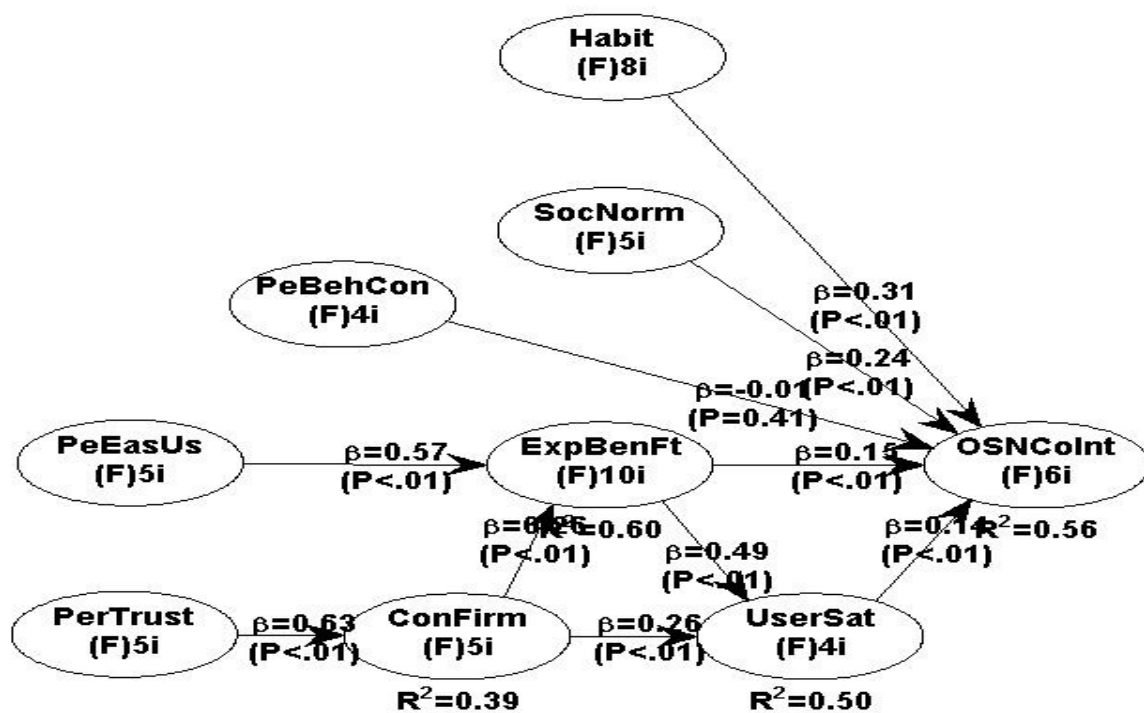 Habit
(F)8i
SocNorm
(F)5i
PeBehCon
(F)4i
β=0.31
(P<.01)
β=0.24
(P<.01)
β=-0.01
(P=0.41)
PeEasUs
(F)5i
β=0.57
(P<.01)
ExpBenFt
(F)10i
β=0.15
(P<.01)
OSNCoInt
(F)6i
R²=0.60
R²=0.56
(P<.01)
β=0.49
(P<.01)
β=0.14
(P<.01)
PerTrust
(F)5i
β=0.63
(P<.01)
ConFirm
(F)5i
β=0.26
(P<.01)
UserSat
(F)4i
R²=0.39
R²=0.50